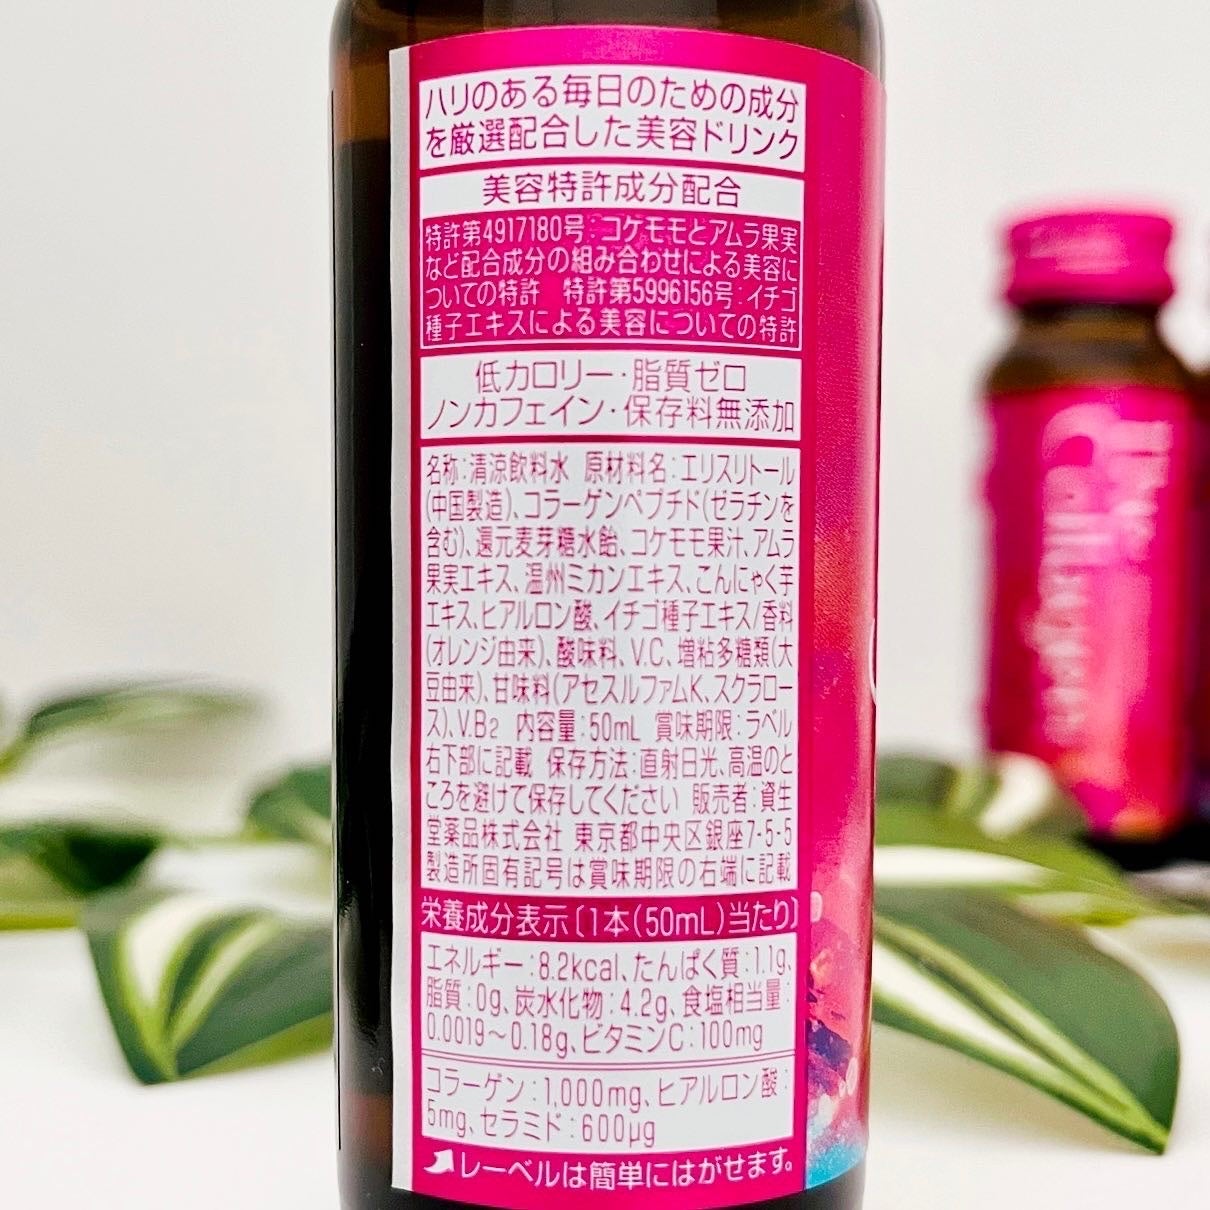 ハリのある毎日のための成分
を厳選配合した美容ドリンク
美容特許成分配合
特許第4917180号：コケモモとアムラ果実
など配合成分の組み合わせによる美容に
ついての特許　特許第5996156号：イチゴ
種子エキスによる美容についての特許
低カロリー・脂質ゼロ
ノンカフェイン・保存料無添加
名称：清涼飲料水 原材料名：エリスリトール
(中国製造)、コラーゲンペプチド(ゼラチンを
含む)、還元麦芽糖水飴、コケモモ果汁、アムラ
果実エキス、温州ミカンエキス、こんにゃく芋
エキス、ヒアルロン酸、イチゴ種子エキス/香料
(オレンジ由来)、酸味料、V.C、増粘多糖類(大
豆由来)、甘味料(アセスルファムK、スクラロー
ス)、V.B2 内容量：50mL 賞味期限：ラベル
右下部に記載 保存方法：直射日光、高温のと
ころを避けて保存してください 販売者：資生
堂薬品株式会社 東京都中央区銀座7-5-5
製造所固有記号は賞味期限の右端に記載
栄養成分表示〔1本(50mL)当たり〕
エネルギー：8.2kcal、たんぱく質：1.1g、
脂質：0g、炭水化物：4.2g、食塩相当量：
0.0019～0.18g、ビタミンC：100mg
コラーゲン：1,000mg、ヒアルロン酸：
5mg、セラミド：600μg
レーベルは簡単にはがせます。
The
Collagen